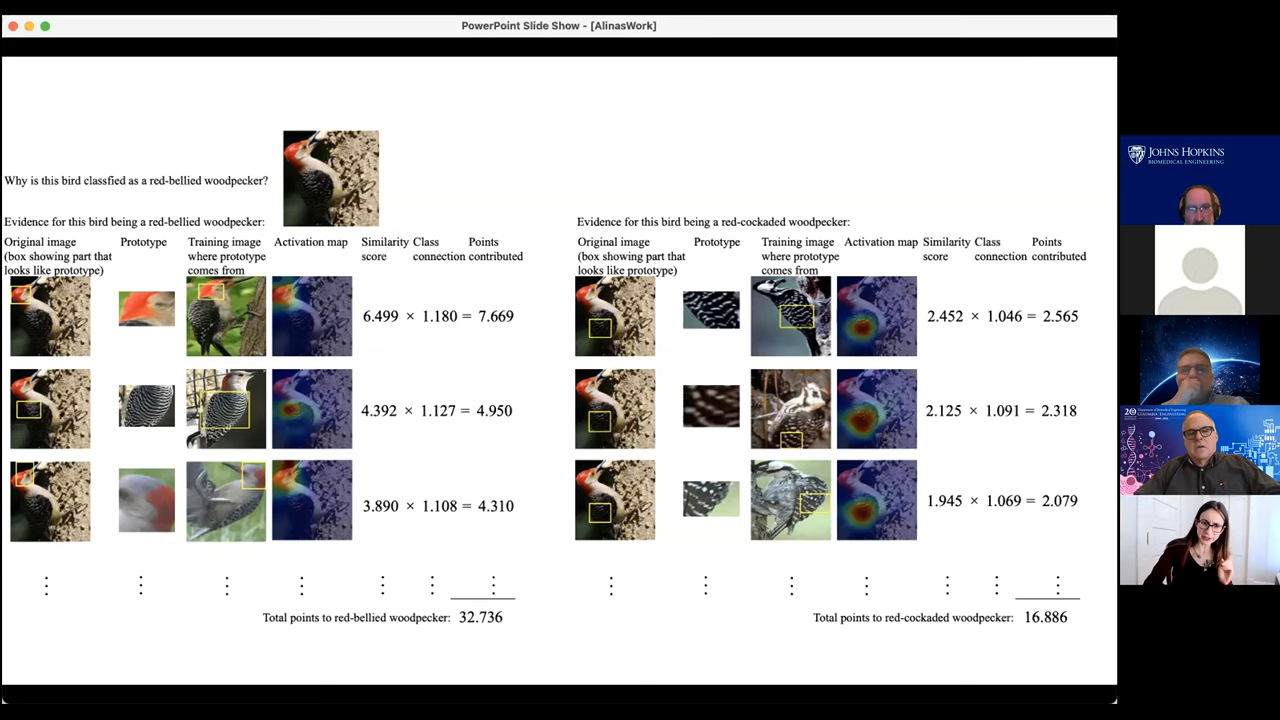 PowerPoint Slide Show - [AlinasWork]
Why is this bird classfied as a red-bellied woodpecker?
Evidence for this bird being a red-bellied woodpecker:
Original image
(box showing part that
looks like prototype)
Prototype
Training image
where prototype
comes from
Activation map
Similarity
score
Class
connection
Points
contributed
6.499 × 1.180 = 7.669
4.392 × 1.127 = 4.950
3.890 × 1.108 = 4.310
Total points to red-bellied woodpecker: 32.736
Evidence for this bird being a red-cockaded woodpecker:
Original image
(box showing part that
looks like prototype)
Prototype
Training image
where prototype
comes from
Activation map
Similarity
score
Class
connection
Points
contributed
2.452 × 1.046 = 2.565
2.125 × 1.091 = 2.318
1.945 × 1.069 = 2.079
Total points to red-cockaded woodpecker: 16.886
JOHNS HOPKINS
BIOMEDICAL ENGINEERING
20
Department of Biomedical Engineering
COLUMBIA | ENGINEERING